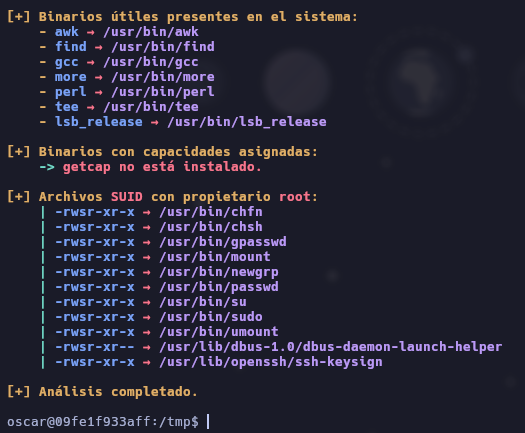 [+] Binarios útiles presentes en el sistema:
- awk → /usr/bin/awk
- find → /usr/bin/find
- gcc → /usr/bin/gcc
- more → /usr/bin/more
- perl → /usr/bin/perl
- tee → /usr/bin/tee
- lsb_release → /usr/bin/lsb_release
[+] Binarios con capacidades asignadas:
-> getcap no está instalado.
[+] Archivos SUID con propietario root:
| -rwsr-xr-x → /usr/bin/chfn
| -rwsr-xr-x → /usr/bin/chsh
| -rwsr-xr-x → /usr/bin/gpasswd
| -rwsr-xr-x → /usr/bin/mount
| -rwsr-xr-x → /usr/bin/newgrp
| -rwsr-xr-x → /usr/bin/passwd
| -rwsr-xr-x → /usr/bin/su
| -rwsr-xr-x → /usr/bin/sudo
| -rwsr-xr-x → /usr/bin/umount
| -rwsr-xr-- → /usr/lib/dbus-1.0/dbus-daemon-launch-helper
| -rwsr-xr-x → /usr/lib/openssh/ssh-keysign
[+] Análisis completado.
oscar@09fe1f933aff:/tmp$